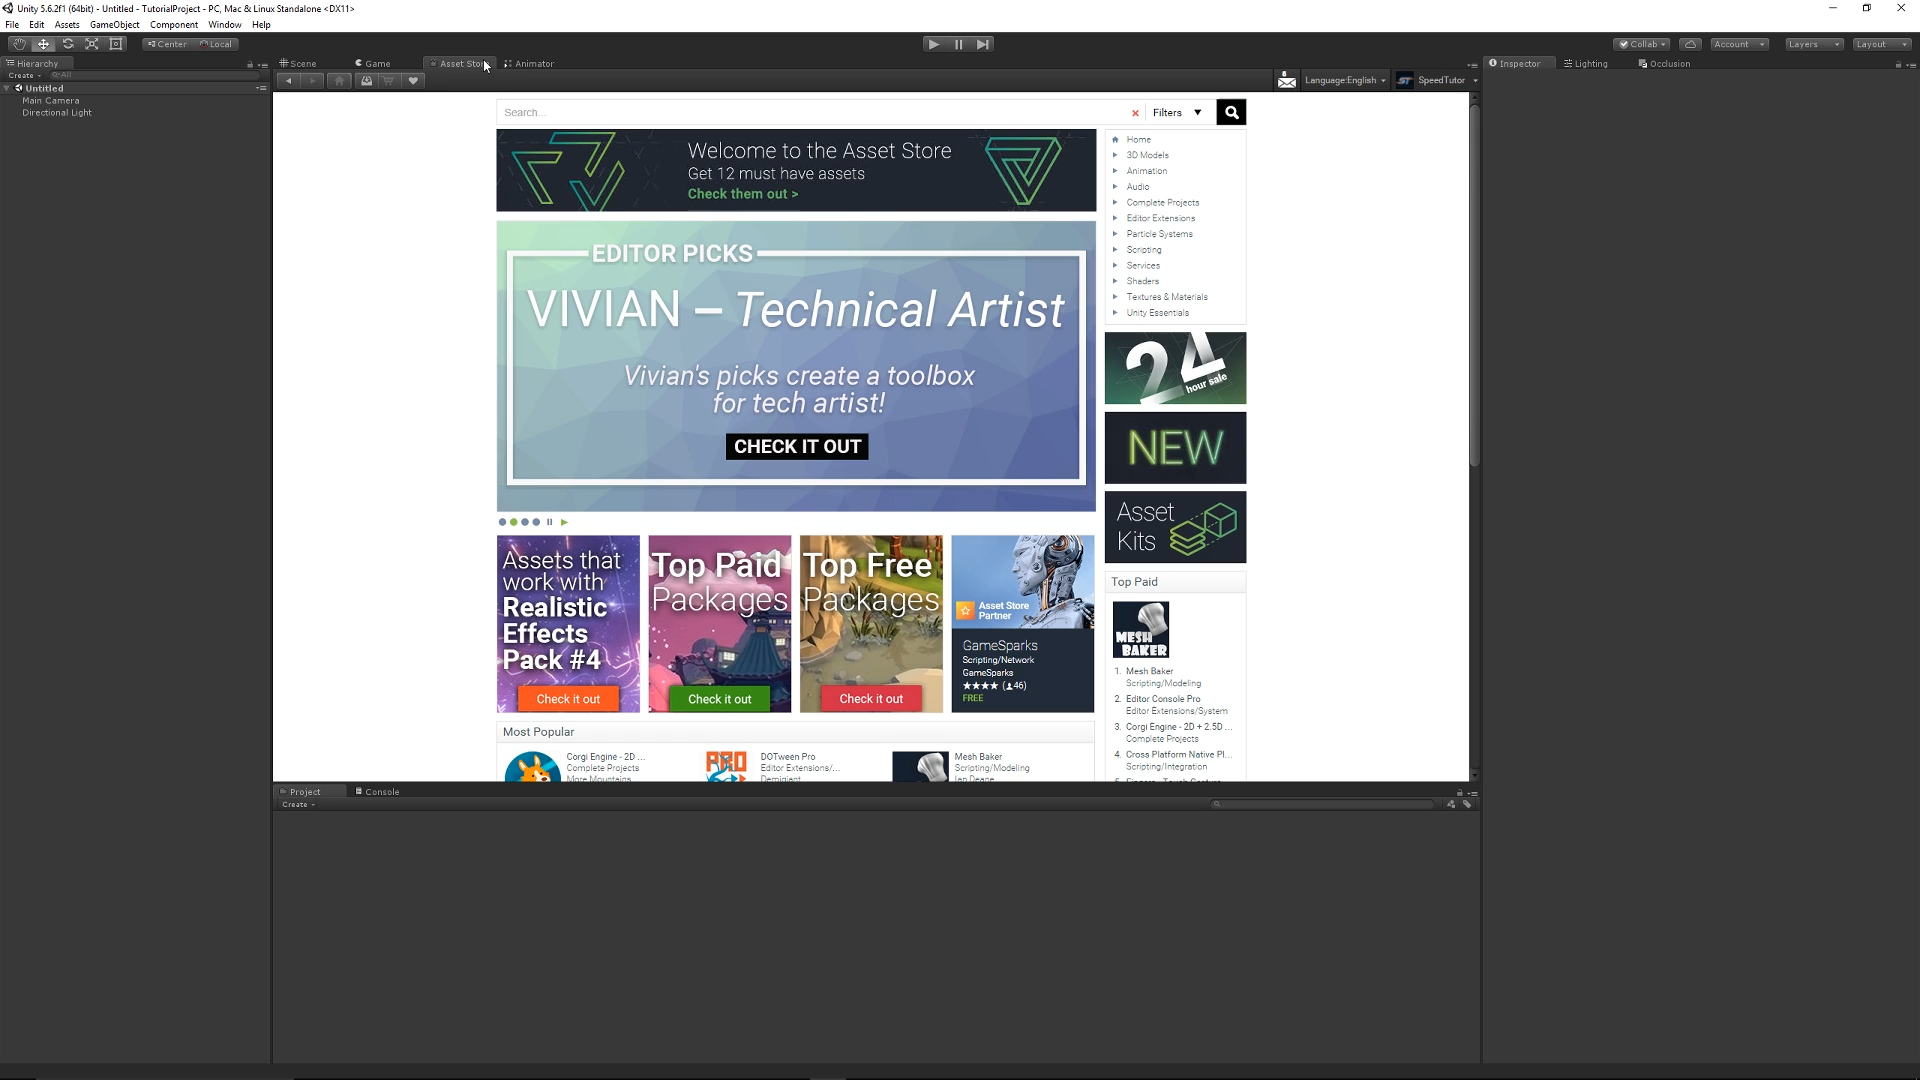 Unity 5.6.2f1 (64bit) - Untitled - TutorialProject - PC, Mac & Linux Standalone <DX11>
File Edit Assets GameObject Component Window Help
Center Local
Collab Account Layers Layout
Hierarchy
Create All
Untitled
Main Camera
Directional Light
Scene Game Asset Store Animator
Language:English SpeedTutor
Inspector Lighting Occlusion
Search... Filters
Welcome to the Asset Store
Get 12 must have assets
Check them out >
EDITOR PICKS
VIVIAN – Technical Artist
Vivian's picks create a toolbox
for tech artist!
CHECK IT OUT
Home
3D Models
Animation
Audio
Complete Projects
Editor Extensions
Particle Systems
Scripting
Services
Shaders
Textures & Materials
Unity Essentials
24
hour sale
NEW
Asset
Kits
Assets that
work with
Realistic
Effects
Pack #4
Check it out
Top Paid
Packages
Check it out
Top Free
Packages
Check it out
Asset Store
Partner
GameSparks
Scripting/Network
GameSparks
★★★★ (46)
FREE
Top Paid
MESH
BAKER
1. Mesh Baker
Scripting/Modeling
2. Editor Console Pro
Editor Extensions/System
3. Corgi Engine - 2D + 2.5D ...
Complete Projects
4. Cross Platform Native Pl...
Scripting/Integration
Most Popular
Corgi Engine - 2D ...
Complete Projects
More Mountains
PRO
DOTween Pro
Editor Extensions/...
Demigiant
Mesh Baker
Scripting/Modeling
Ian Deane
Project Console
Create